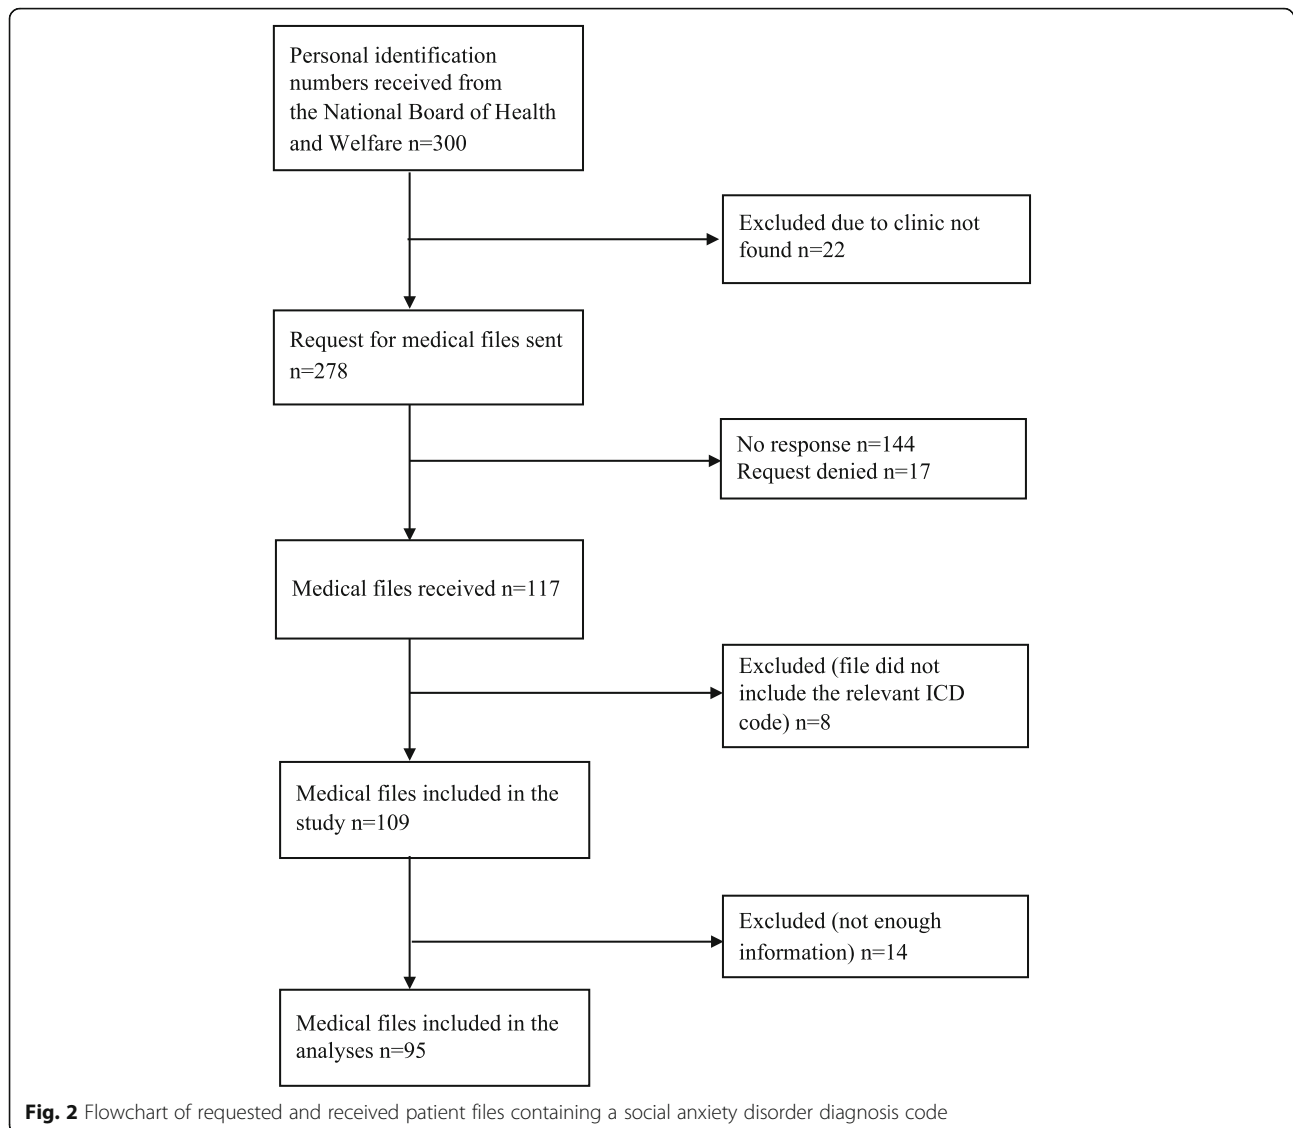 Personal identification
numbers received from
the National Board of Health
and Welfare n=300
Excluded due to clinic not
found n=22
Request for medical files sent
n=278
No response n=144
Request denied n=17
Medical files received n=117
Excluded (file did not
include the relevant ICD
code) n=8
Medical files included in the
study n=109
Excluded (not enough
information) n=14
Medical files included in the
analyses n=95
Fig. 2 Flowchart of requested and received patient files containing a social anxiety disorder diagnosis code